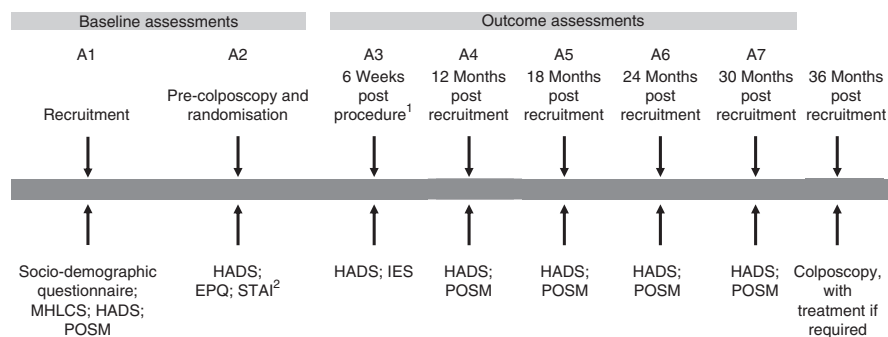 Baseline assessments
Outcome assessments
A1
A2
A3
A4
A5
A6
A7
Recruitment
Pre-colposcopy and
randomisation
6 Weeks
post
procedure1
12 Months
post
recruitment
18 Months
post
recruitment
24 Months
post
recruitment
30 Months
post
recruitment
36 Months
post
recruitment
Socio-demographic
questionnaire;
MHLCS; HADS;
POSM
HADS;
EPQ; STAI2
HADS; IES
HADS;
POSM
HADS;
POSM
HADS;
POSM
HADS;
POSM
Colposcopy,
with
treatment if
required